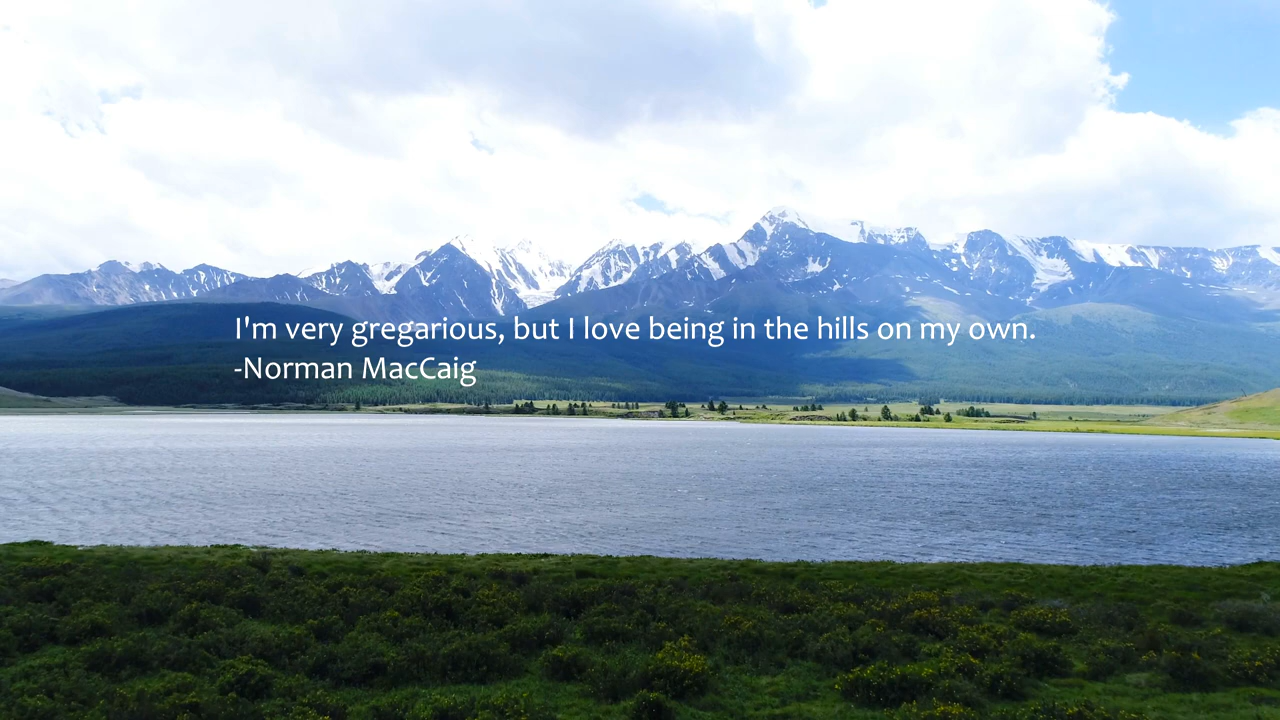 I'm very gregarious, but I love being in the hills on my own.
-Norman MacCaig